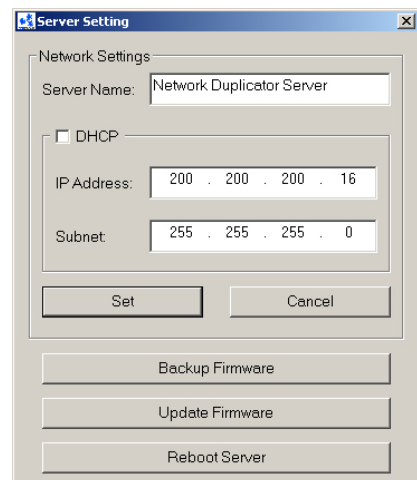 Server Setting
Network Settings
Server Name: Network Duplicator Server
DHCP
IP Address: 200 . 200 . 200 . 16
Subnet: 255 . 255 . 255 . 0
Set Cancel
Backup Firmware
Update Firmware
Reboot Server